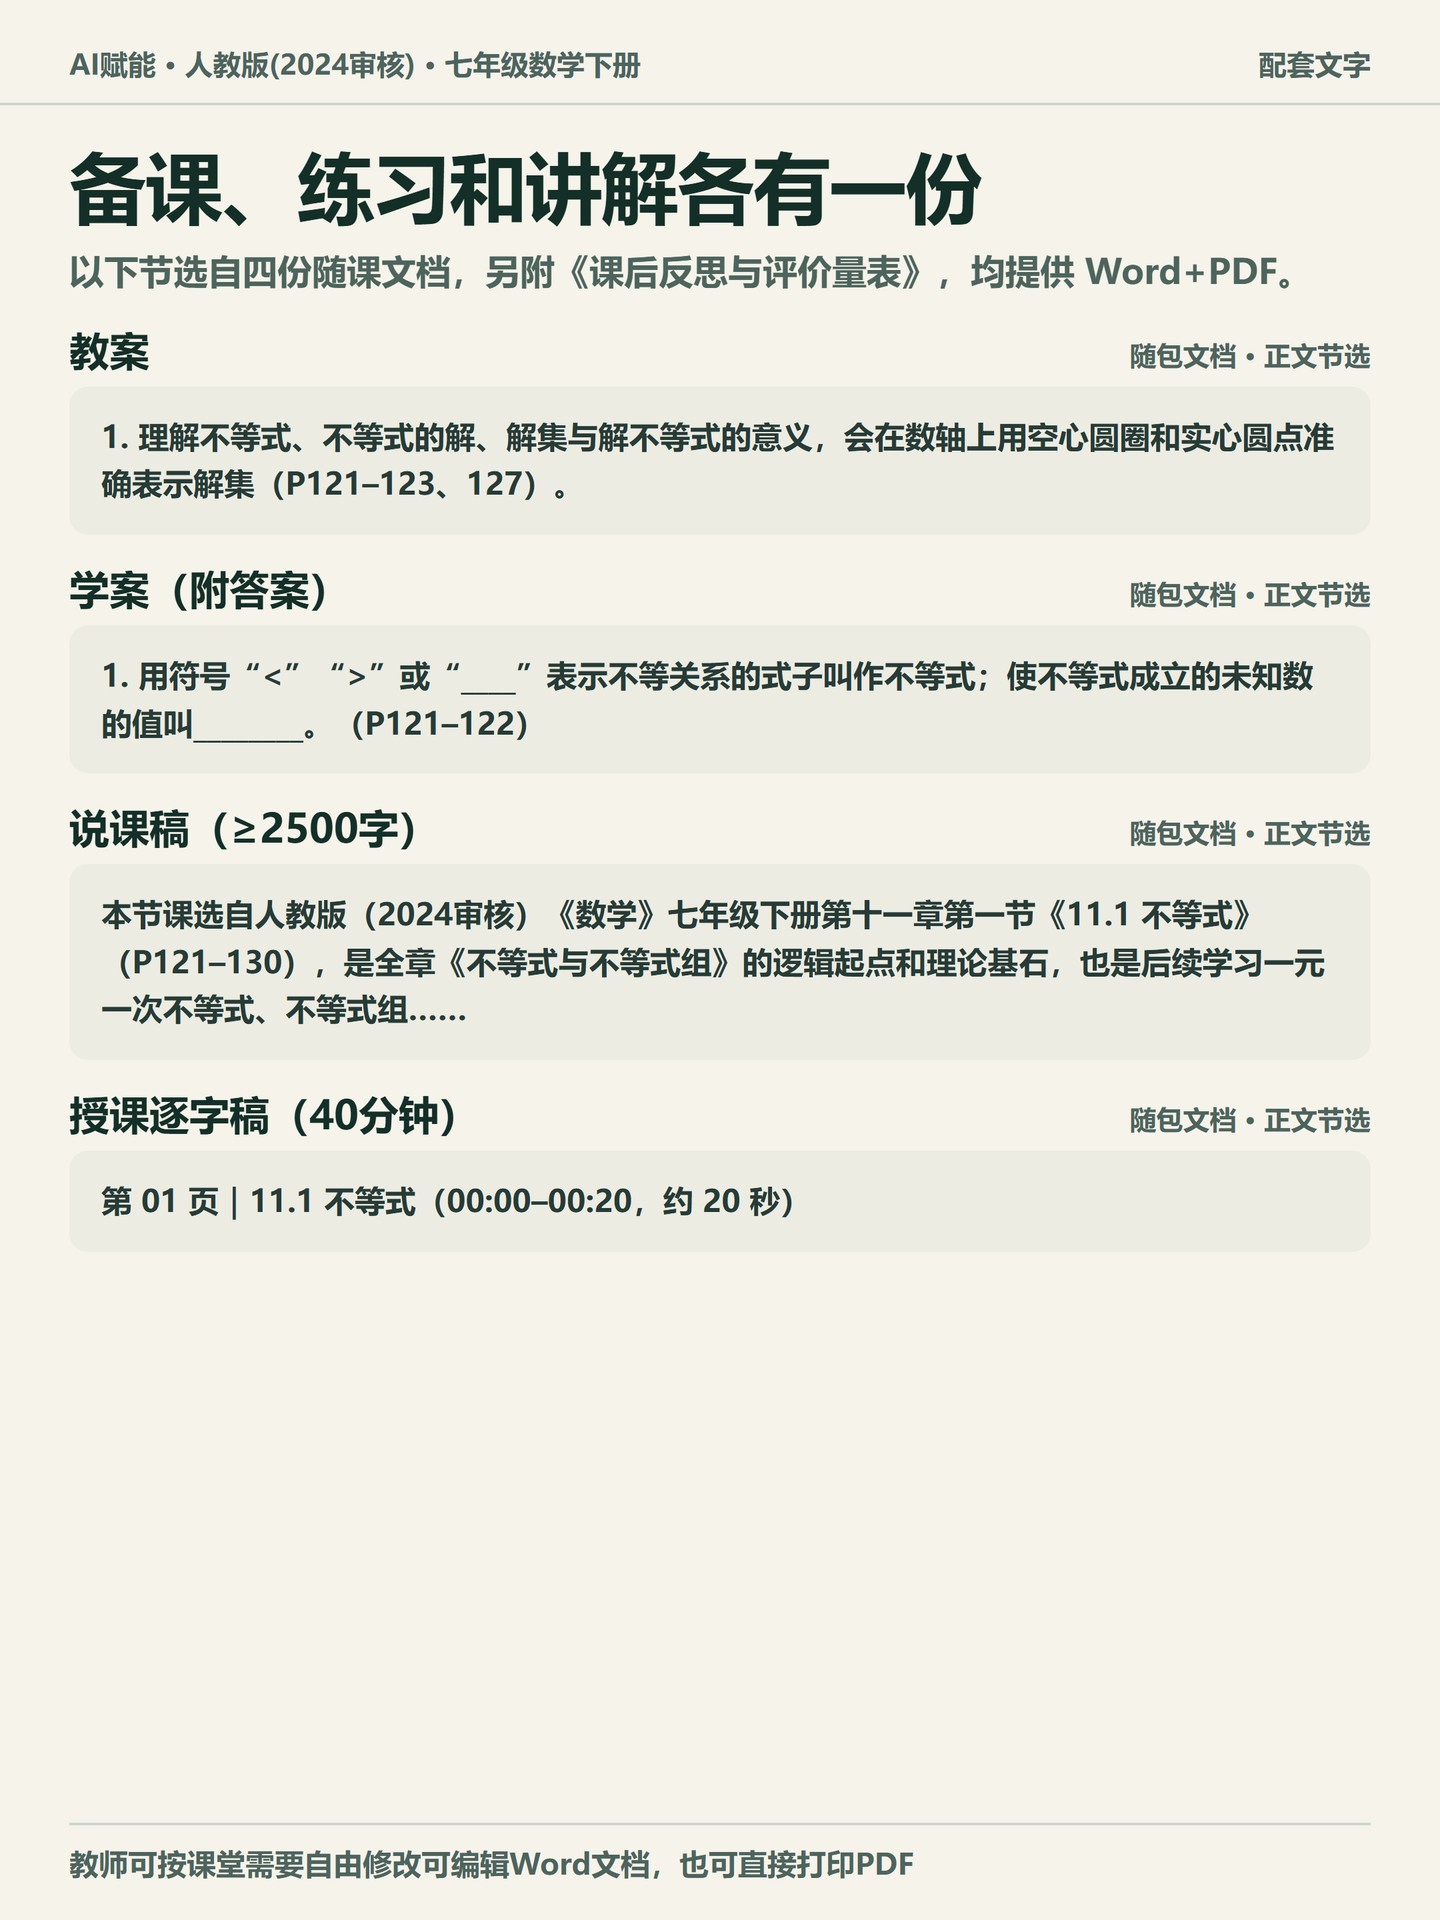 AI赋能 • 人教版(2024审核) • 七年级数学下册
配套文字
备课、练习和讲解各有一份
以下节选自四份随课文档，另附《课后反思与评价量表》，均提供 Word+PDF。
教案
随包文档 • 正文节选
1. 理解不等式、不等式的解、解集与解不等式的意义，会在数轴上用空心圆圈和实心圆点准
确表示解集（P121–123、127）。
学案（附答案）
随包文档 • 正文节选
1. 用符号“<”“>”或“____”表示不等关系的式子叫作不等式；使不等式成立的未知数
的值叫________。（P121–122）
说课稿（≥2500字）
随包文档 • 正文节选
本节课选自人教版（2024审核）《数学》七年级下册第十一章第一节《11.1 不等式》
（P121–130），是全章《不等式与不等式组》的逻辑起点和理论基石，也是后续学习一元
一次不等式、不等式组……
授课逐字稿（40分钟）
随包文档 • 正文节选
第 01 页｜11.1 不等式（00:00–00:20，约 20 秒）
教师可按课堂需要自由修改可编辑Word文档，也可直接打印PDF